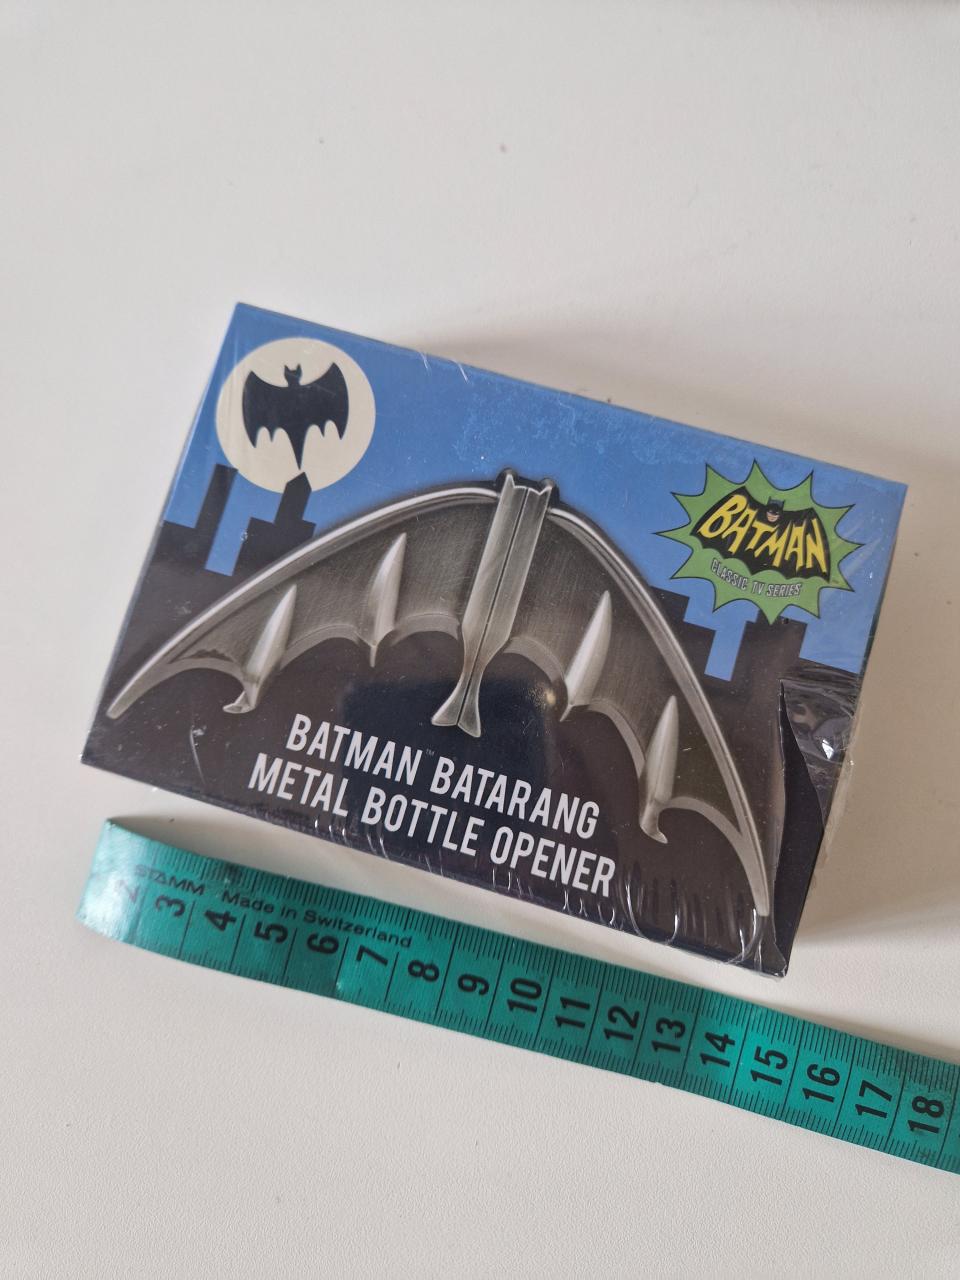 BATMAN
CLASSIC TV SERIES
BATMAN™ BATARANG
METAL BOTTLE OPENER
STAMM Made in Switzerland
2 3 4 5 6 7 8 9 10 11 12 13 14 15 16 17 18